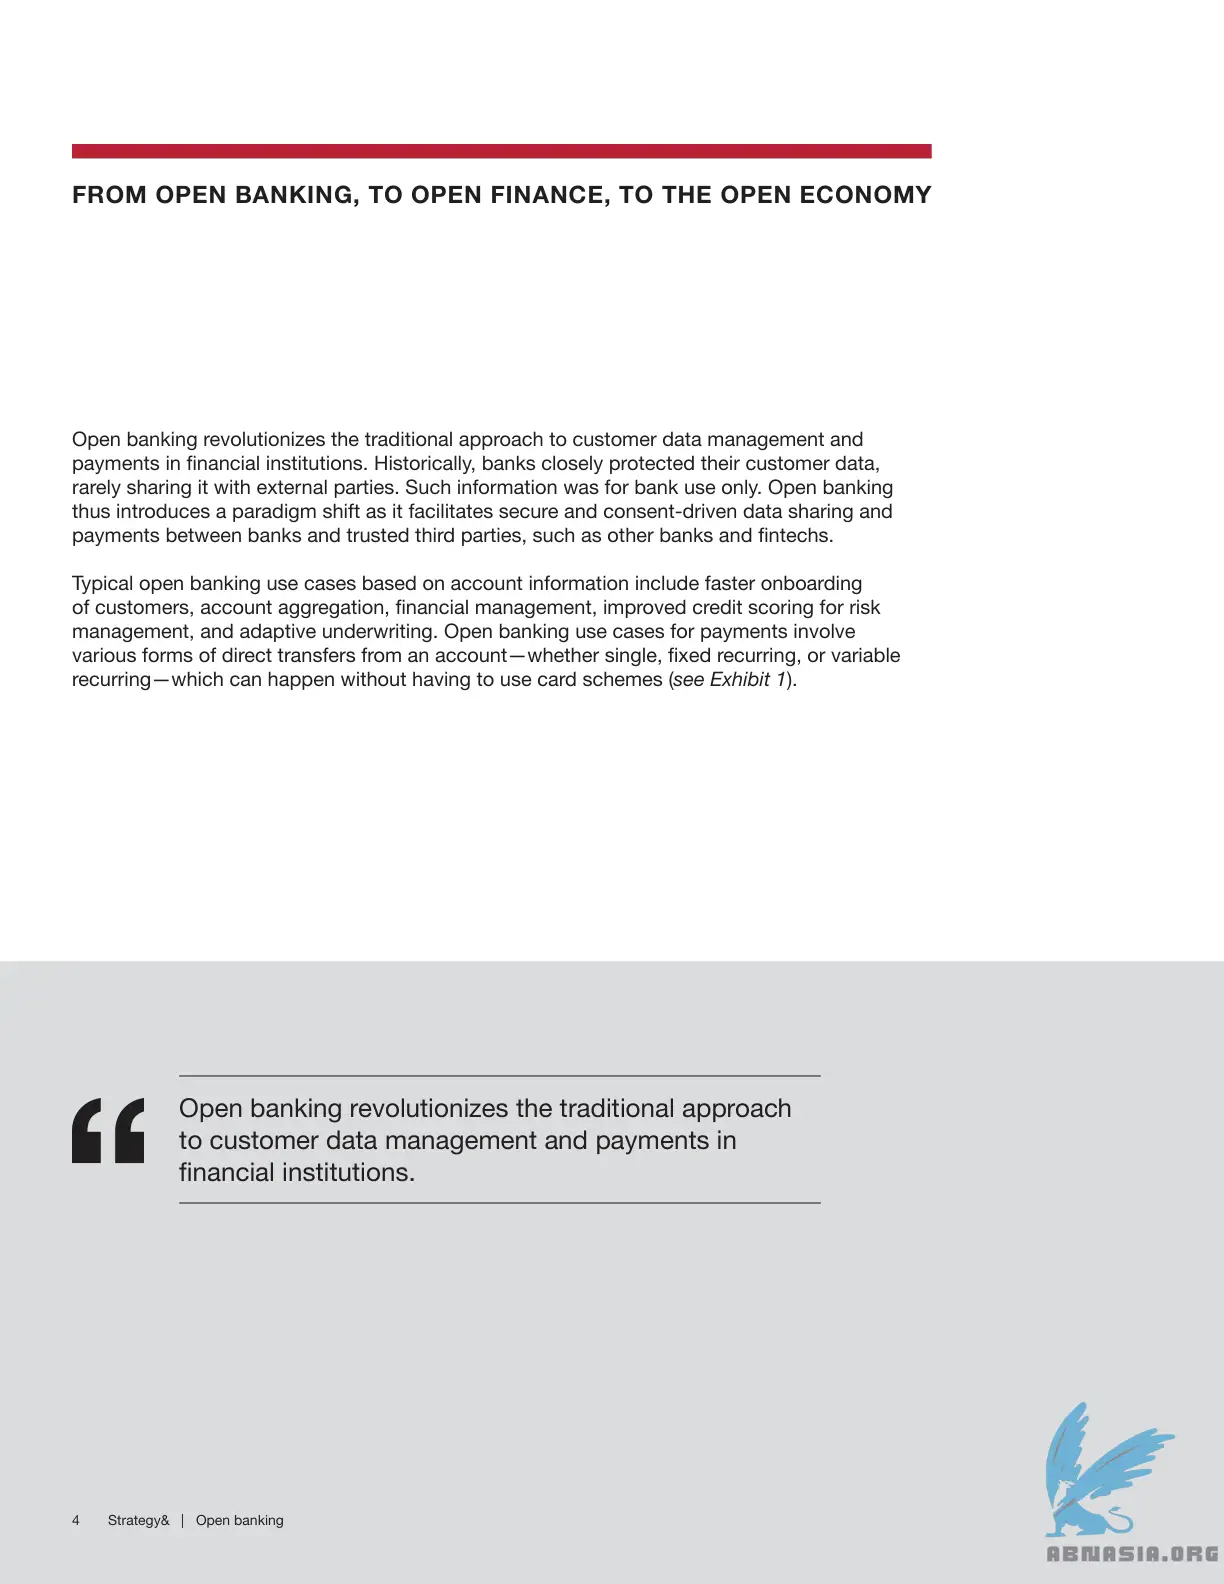 FROM OPEN BANKING, TO OPEN FINANCE, TO THE OPEN ECONOMY
Open banking revolutionizes the traditional approach to customer data management and
payments in financial institutions. Historically, banks closely protected their customer data,
rarely sharing it with external parties. Such information was for bank use only. Open banking
thus introduces a paradigm shift as it facilitates secure and consent-driven data sharing and
payments between banks and trusted third parties, such as other banks and fintechs.
Typical open banking use cases based on account information include faster onboarding
of customers, account aggregation, financial management, improved credit scoring for risk
management, and adaptive underwriting. Open banking use cases for payments involve
various forms of direct transfers from an account—whether single, fixed recurring, or variable
recurring—which can happen without having to use card schemes (see Exhibit 1).
“
Open banking revolutionizes the traditional approach
to customer data management and payments in
financial institutions.
4 Strategy& | Open banking
ABNASIA.ORG